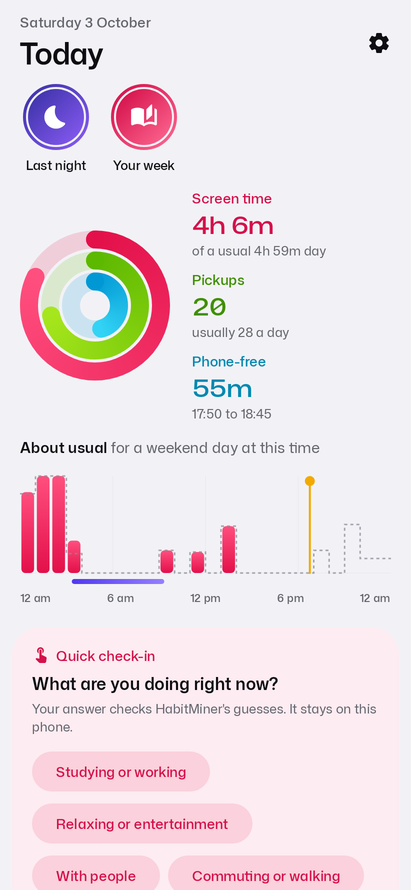 Saturday 3 October
Today
Last night
Your week
Screen time
4h 6m
of a usual 4h 59m day
Pickups
20
usually 28 a day
Phone-free
55m
17:50 to 18:45
About usual for a weekend day at this time
12 am
6 am
12 pm
6 pm
12 am
Quick check-in
What are you doing right now?
Your answer checks HabitMiner's guesses. It stays on this
phone.
Studying or working
Relaxing or entertainment
With people
Commuting or walking